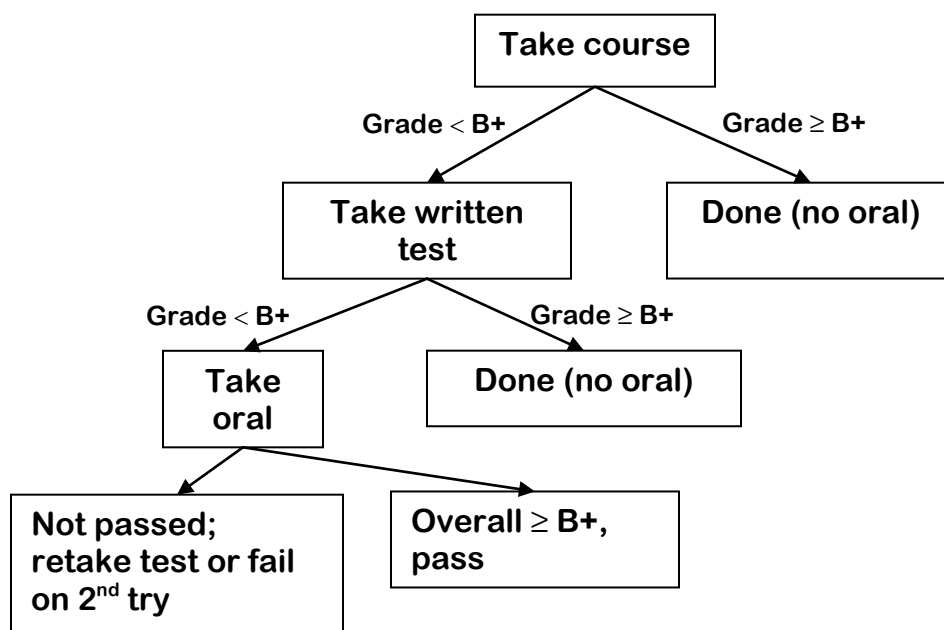 Take course
Grade < B+
Grade ≥ B+
Take written
test
Done (no oral)
Grade < B+
Grade ≥ B+
Take
oral
Done (no oral)
Not passed;
retake test or fail
on 2nd try
Overall ≥ B+,
pass